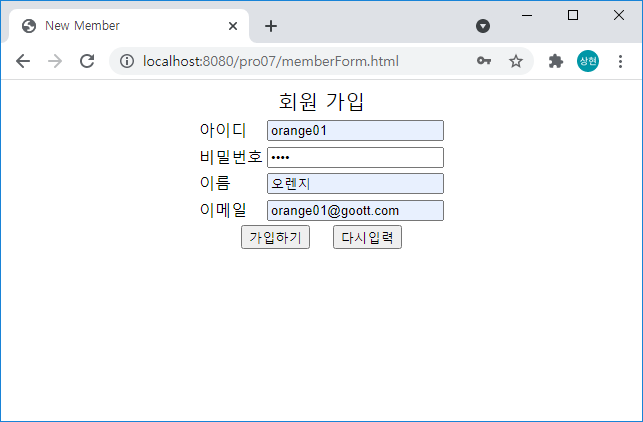 New Member
localhost:8080/pro07/memberForm.html
상현
회원 가입
아이디 orange01
비밀번호 ••••
이름 오렌지
이메일 orange01@goott.com
가입하기 다시입력